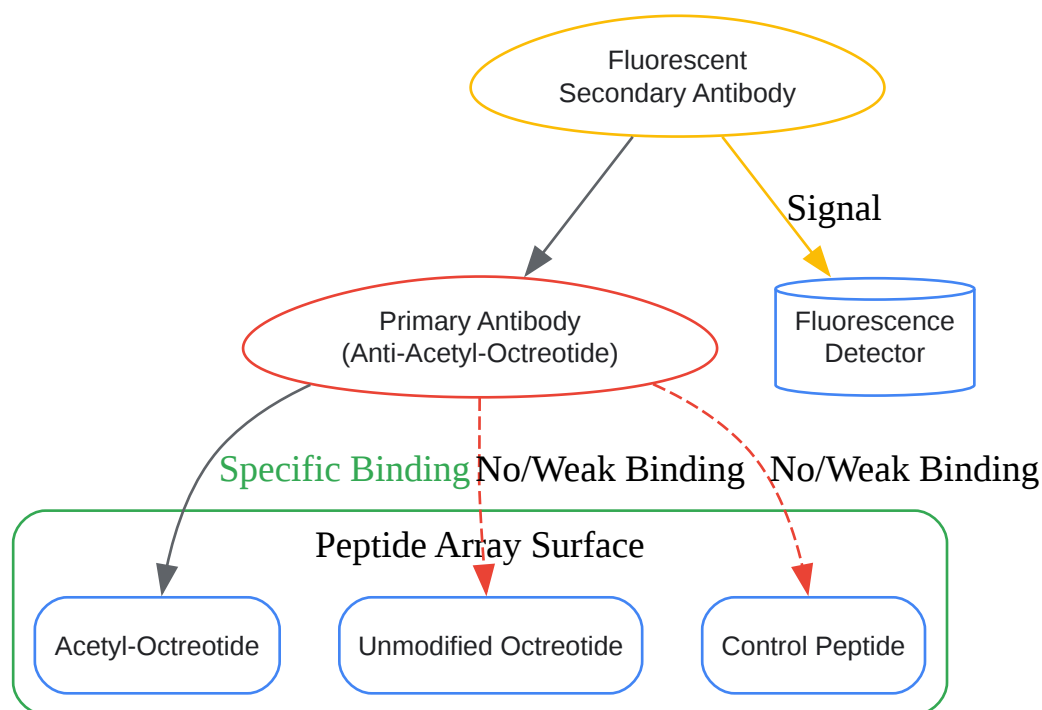 Fluorescent
Secondary Antibody
Signal
Primary Antibody
(Anti-Acetyl-Octreotide)
Fluorescence
Detector
Specific Binding
No/Weak Binding
No/Weak Binding
Peptide Array Surface
Acetyl-Octreotide
Unmodified Octreotide
Control Peptide